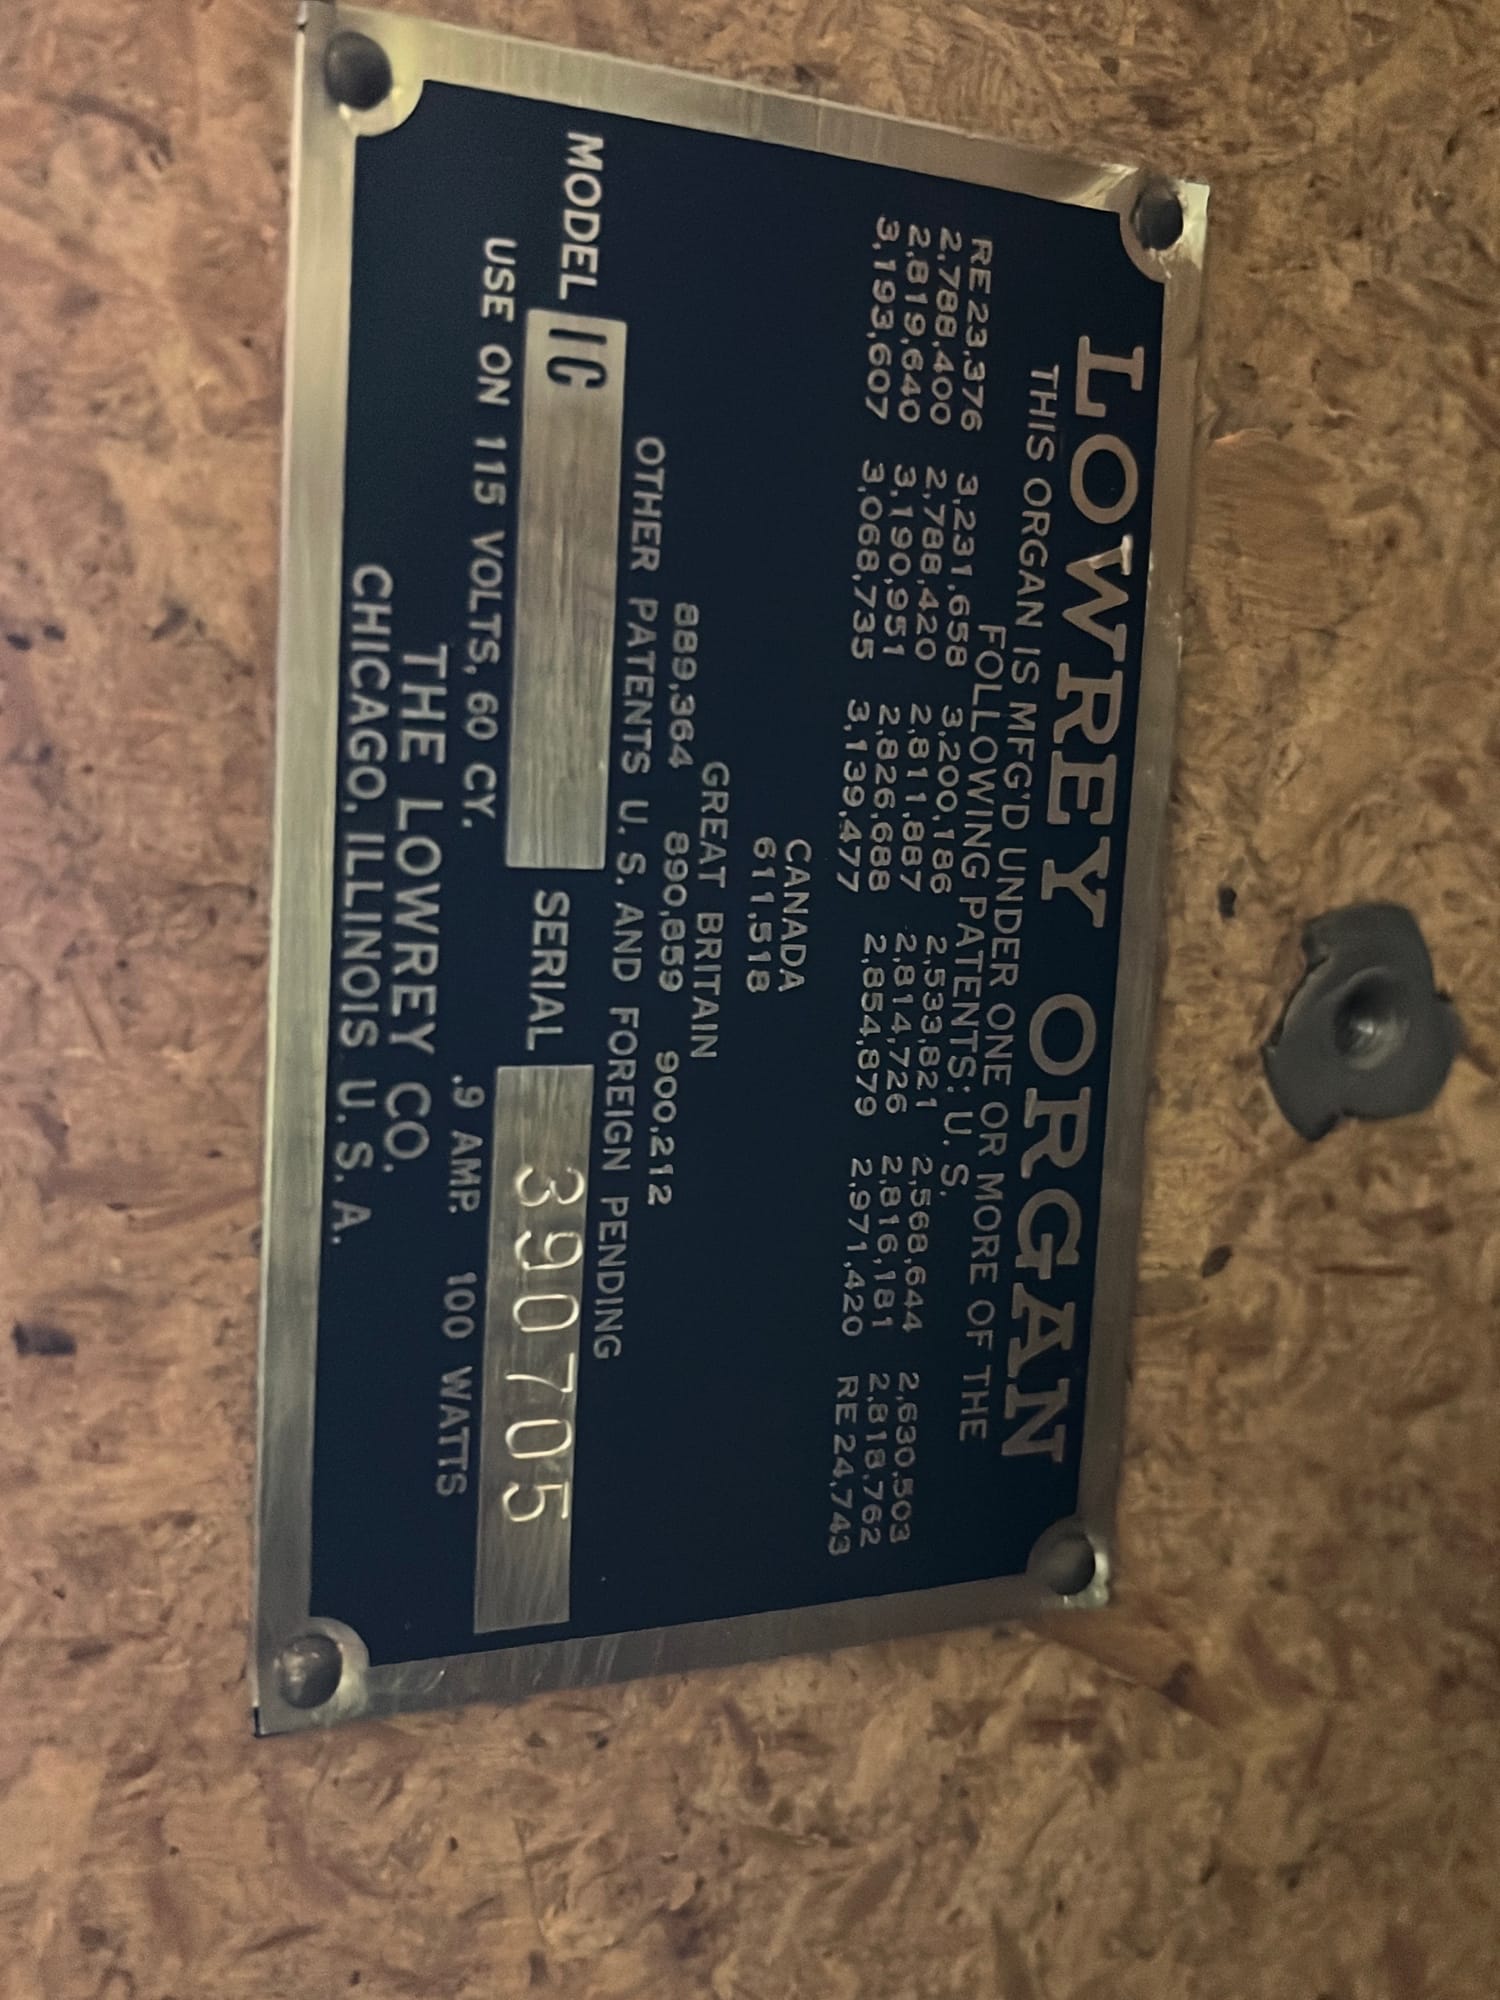 LOWREY ORGAN
THIS ORGAN IS MFG'D UNDER ONE OR MORE OF THE
FOLLOWING PATENTS: U. S.
RE 23,376 3,231,658 3,200,186 2,533,821 2,568,644 2,630,503
2,788,400 2,788,420 2,811,887 2,814,726 2,816,181 2,818,762
2,819,640 3,190,951 2,826,688 2,854,879 2,971,420 RE 24,743
3,193,607 3,068,735 3,139,477
CANADA
611,518
GREAT BRITAIN
889,364 890,859 900,212
OTHER PATENTS U. S. AND FOREIGN PENDING
MODEL IC SERIAL 390705
USE ON 115 VOLTS, 60 CY. .9 AMP. 100 WATTS
THE LOWREY CO.
CHICAGO, ILLINOIS U. S. A.